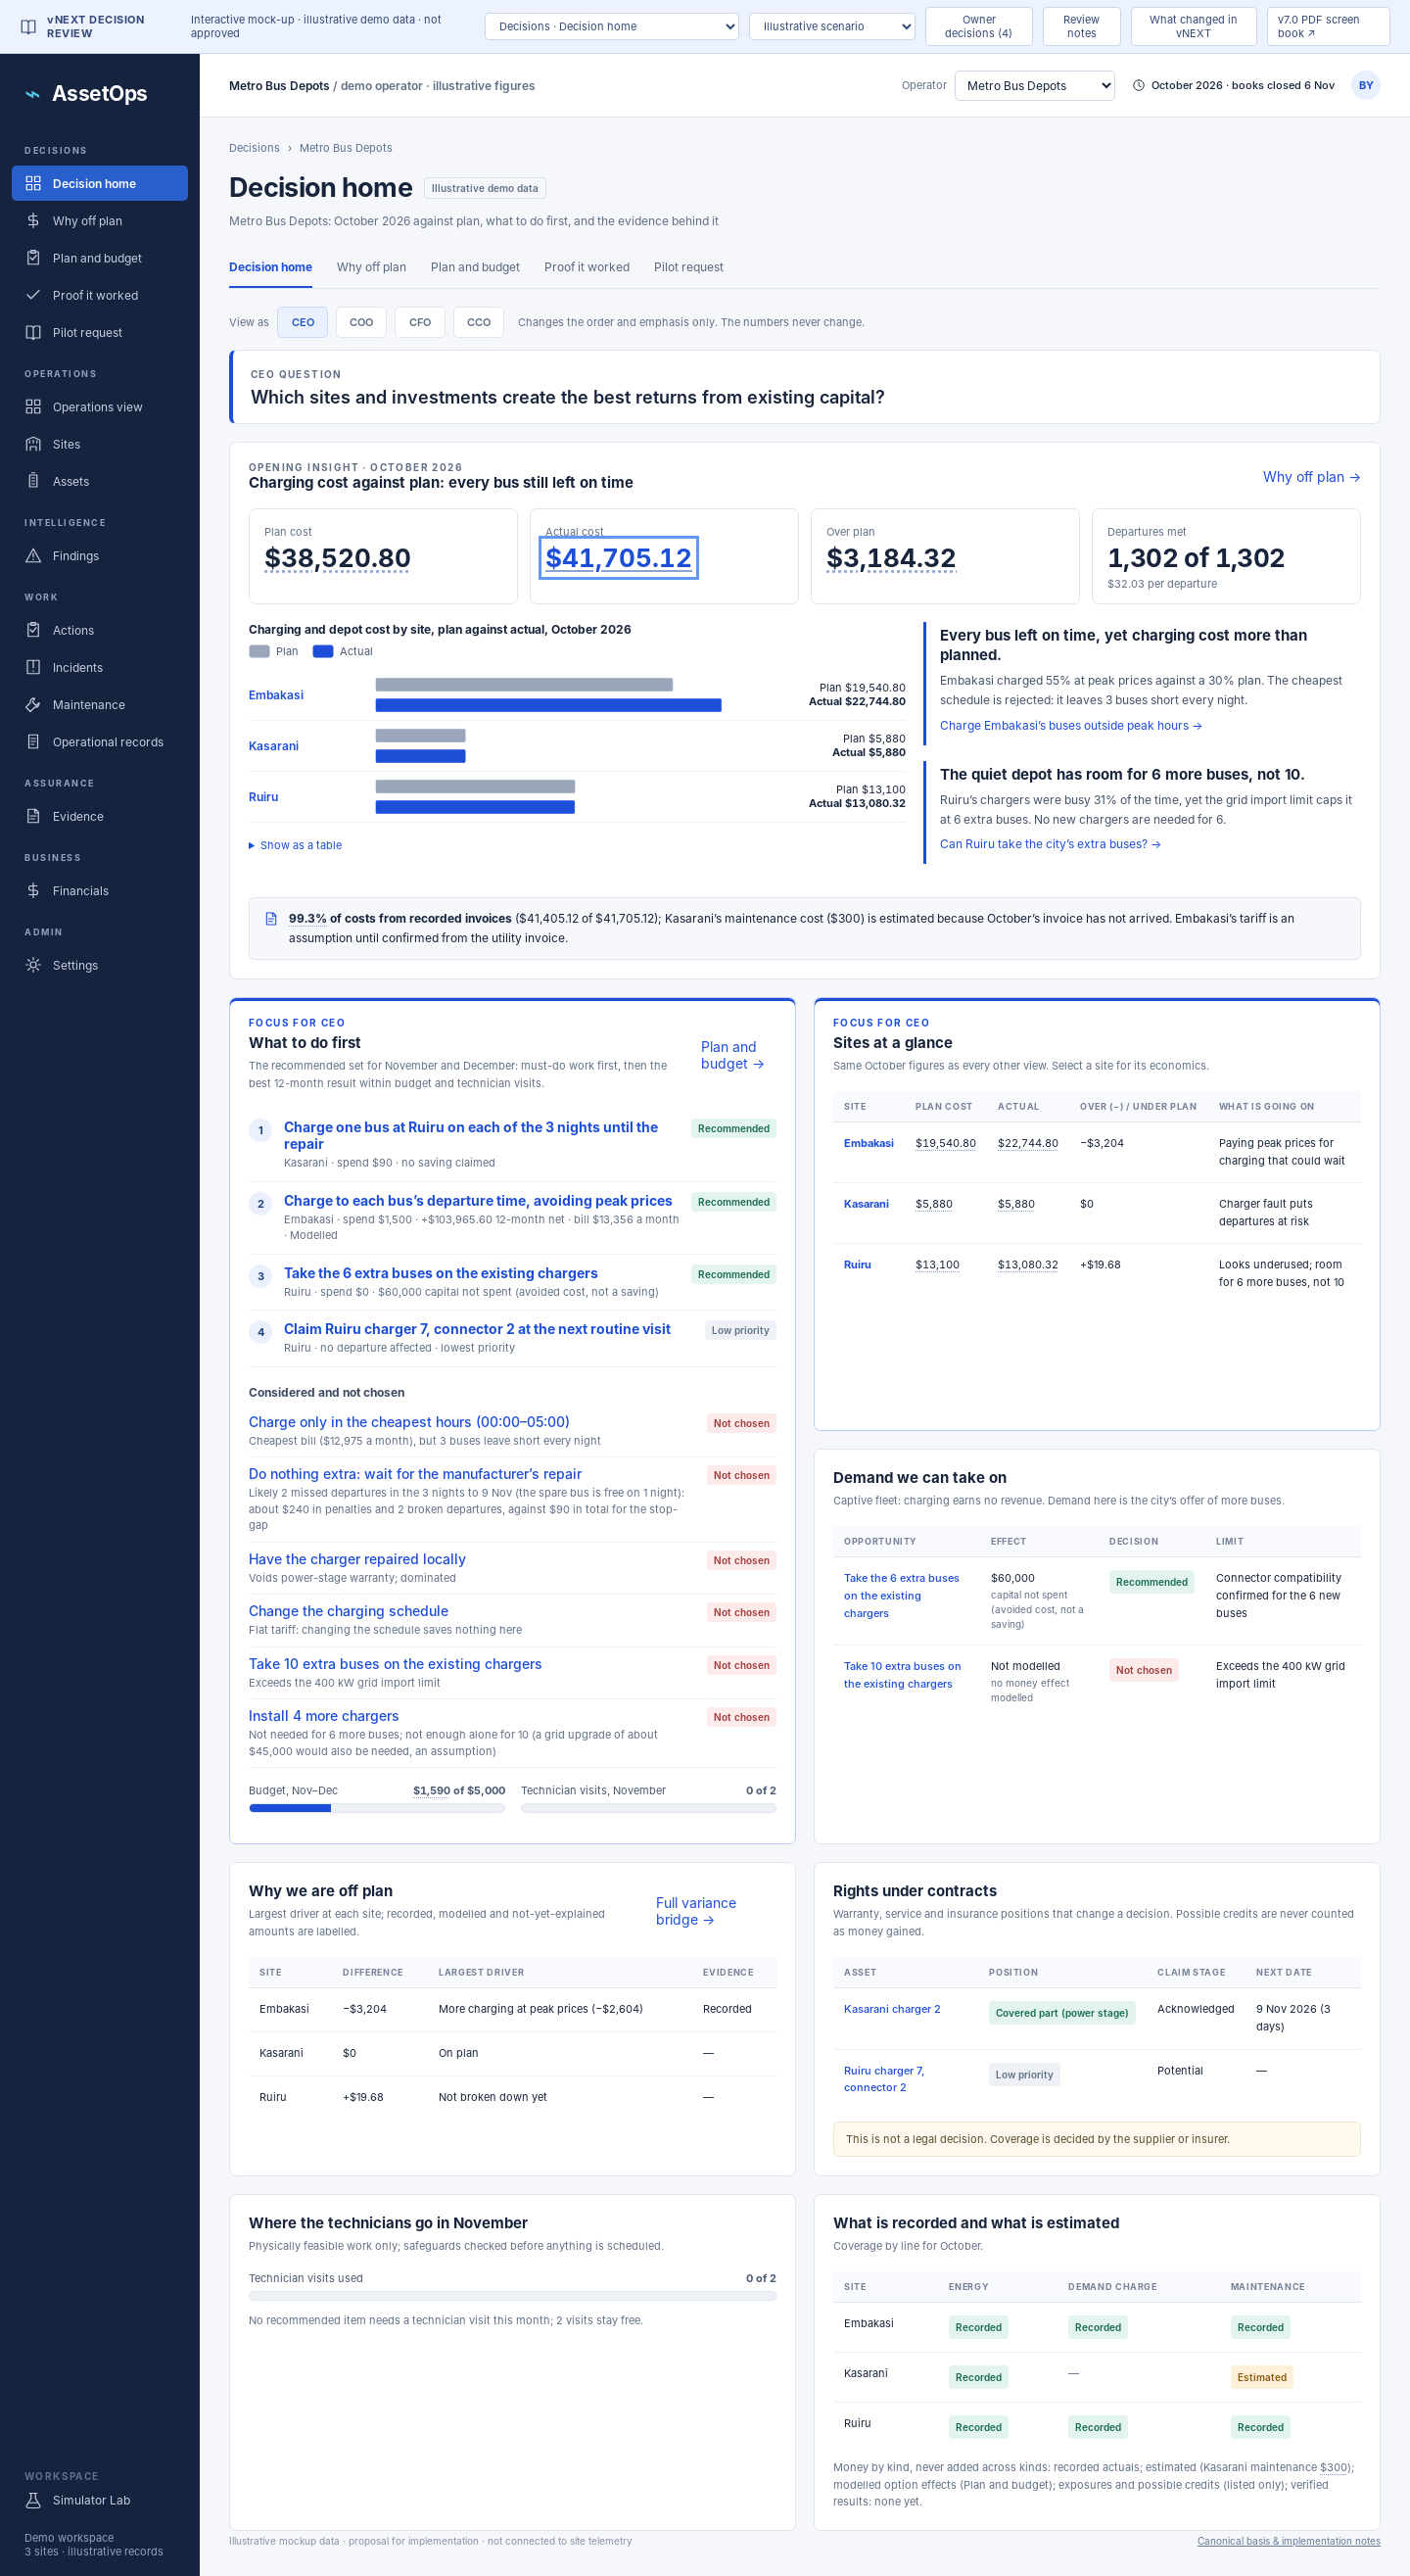 vNEXT DECISION REVIEW
Interactive mock-up · illustrative demo data · not approved
Decisions · Decision home
Illustrative scenario
Owner decisions (4)
Review notes
What changed in vNEXT
v7.0 PDF screen book ↗
AssetOps
DECISIONS
Decision home
Why off plan
Plan and budget
Proof it worked
Pilot request
OPERATIONS
Operations view
Sites
Assets
INTELLIGENCE
Findings
WORK
Actions
Incidents
Maintenance
Operational records
ASSURANCE
Evidence
BUSINESS
Financials
ADMIN
Settings
WORKSPACE
Simulator Lab
Demo workspace
3 sites · illustrative records
Metro Bus Depots / demo operator · illustrative figures
Operator
Metro Bus Depots
October 2026 · books closed 6 Nov
BY
Decisions › Metro Bus Depots
Decision home
Illustrative demo data
Metro Bus Depots: October 2026 against plan, what to do first, and the evidence behind it
Decision home Why off plan Plan and budget Proof it worked Pilot request
View as CEO COO CFO CCO Changes the order and emphasis only. The numbers never change.
CEO QUESTION
Which sites and investments create the best returns from existing capital?
OPENING INSIGHT · OCTOBER 2026
Charging cost against plan: every bus still left on time
Why off plan →
Plan cost
$38,520.80
Actual cost
$41,705.12
Over plan
$3,184.32
Departures met
1,302 of 1,302
$32.03 per departure
Charging and depot cost by site, plan against actual, October 2026
Plan Actual
Embakasi
Plan $19,540.80
Actual $22,744.80
Kasarani
Plan $5,880
Actual $5,880
Ruiru
Plan $13,100
Actual $13,080.32
▶ Show as a table
Every bus left on time, yet charging cost more than planned.
Embakasi charged 55% at peak prices against a 30% plan. The cheapest schedule is rejected: it leaves 3 buses short every night.
Charge Embakasi’s buses outside peak hours →
The quiet depot has room for 6 more buses, not 10.
Ruiru’s chargers were busy 31% of the time, yet the grid import limit caps it at 6 extra buses. No new chargers are needed for 6.
Can Ruiru take the city’s extra buses? →
99.3% of costs from recorded invoices ($41,405.12 of $41,705.12); Kasarani’s maintenance cost ($300) is estimated because October’s invoice has not arrived. Embakasi’s tariff is an assumption until confirmed from the utility invoice.
FOCUS FOR CEO
What to do first
The recommended set for November and December: must-do work first, then the best 12-month result within budget and technician visits.
Plan and budget →
1
Charge one bus at Ruiru on each of the 3 nights until the repair
Kasarani · spend $90 · no saving claimed
Recommended
2
Charge to each bus’s departure time, avoiding peak prices
Embakasi · spend $1,500 · +$103,965.60 12-month net · bill $13,356 a month · Modelled
Recommended
3
Take the 6 extra buses on the existing chargers
Ruiru · spend $0 · $60,000 capital not spent (avoided cost, not a saving)
Recommended
4
Claim Ruiru charger 7, connector 2 at the next routine visit
Ruiru · no departure affected · lowest priority
Low priority
Considered and not chosen
Charge only in the cheapest hours (00:00–05:00)
Cheapest bill ($12,975 a month), but 3 buses leave short every night
Not chosen
Do nothing extra: wait for the manufacturer’s repair
Likely 2 missed departures in the 3 nights to 9 Nov (the spare bus is free on 1 night): about $240 in penalties and 2 broken departures, against $90 in total for the stop-gap
Not chosen
Have the charger repaired locally
Voids power-stage warranty; dominated
Not chosen
Change the charging schedule
Flat tariff: changing the schedule saves nothing here
Not chosen
Take 10 extra buses on the existing chargers
Exceeds the 400 kW grid import limit
Not chosen
Install 4 more chargers
Not needed for 6 more buses; not enough alone for 10 (a grid upgrade of about $45,000 would also be needed, an assumption)
Not chosen
Budget, Nov–Dec $1,590 of $5,000
Technician visits, November 0 of 2
FOCUS FOR CEO
Sites at a glance
Same October figures as every other view. Select a site for its economics.
SITE PLAN COST ACTUAL OVER (−) / UNDER PLAN WHAT IS GOING ON
Embakasi $19,540.80 $22,744.80 −$3,204 Paying peak prices for charging that could wait
Kasarani $5,880 $5,880 $0 Charger fault puts departures at risk
Ruiru $13,100 $13,080.32 +$19.68 Looks underused; room for 6 more buses, not 10
Demand we can take on
Captive fleet: charging earns no revenue. Demand here is the city’s offer of more buses.
OPPORTUNITY EFFECT DECISION LIMIT
Take the 6 extra buses on the existing chargers
$60,000
capital not spent (avoided cost, not a saving)
Recommended
Connector compatibility confirmed for the 6 new buses
Take 10 extra buses on the existing chargers
Not modelled
no money effect modelled
Not chosen
Exceeds the 400 kW grid import limit
Why we are off plan
Largest driver at each site; recorded, modelled and not-yet-explained amounts are labelled.
Full variance bridge →
SITE DIFFERENCE LARGEST DRIVER EVIDENCE
Embakasi −$3,204 More charging at peak prices (−$2,604) Recorded
Kasarani $0 On plan —
Ruiru +$19.68 Not broken down yet —
Rights under contracts
Warranty, service and insurance positions that change a decision. Possible credits are never counted as money gained.
ASSET POSITION CLAIM STAGE NEXT DATE
Kasarani charger 2 Covered part (power stage) Acknowledged 9 Nov 2026 (3 days)
Ruiru charger 7, connector 2 Low priority Potential —
This is not a legal decision. Coverage is decided by the supplier or insurer.
Where the technicians go in November
Physically feasible work only; safeguards checked before anything is scheduled.
Technician visits used 0 of 2
No recommended item needs a technician visit this month; 2 visits stay free.
What is recorded and what is estimated
Coverage by line for October.
SITE ENERGY DEMAND CHARGE MAINTENANCE
Embakasi Recorded Recorded Recorded
Kasarani Recorded — Estimated
Ruiru Recorded Recorded Recorded
Money by kind, never added across kinds: recorded actuals; estimated (Kasarani maintenance $300); modelled option effects (Plan and budget); exposures and possible credits (listed only); verified results: none yet.
Illustrative mockup data · proposal for implementation · not connected to site telemetry
Canonical basis & implementation notes